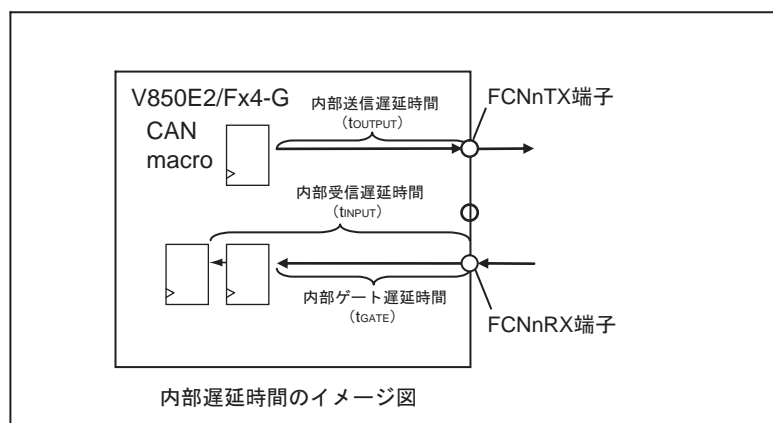 V850E2/Fx4-G
CAN
macro
内部送信遅延時間
(tOUTPUT)
FCNnTX端子
内部受信遅延時間
(tINPUT)
内部ゲート遅延時間
(tGATE)
FCNnRX端子
内部遅延時間のイメージ図